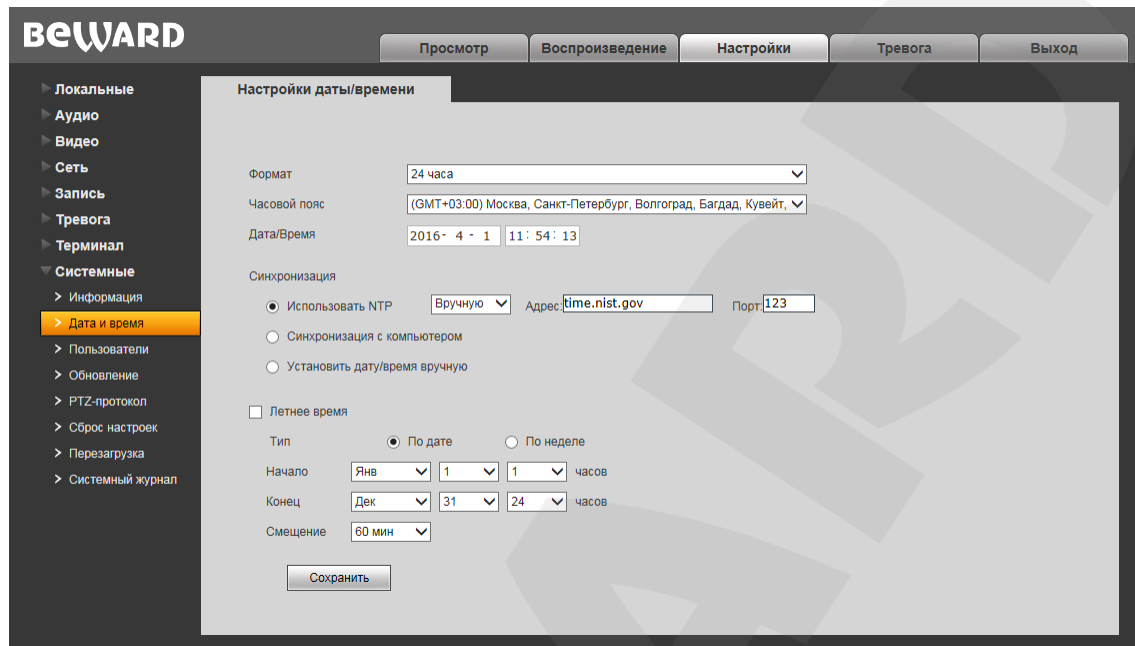 BEWARD
Просмотр Воспроизведение Настройки Тревога Выход
Локальные
Аудио
Видео
Сеть
Запись
Тревога
Терминал
Системные
Информация
Дата и время
Пользователи
Обновление
PTZ-протокол
Сброс настроек
Перезагрузка
Системный журнал
Настройки даты/времени
Формат 24 часа
Часовой пояс (GMT+03:00) Москва, Санкт-Петербург, Волгоград, Багдад, Кувейт,
Дата/Время 2016- 4 - 1 11: 54: 13
Синхронизация
Использовать NTP Вручную Адрес: time.nist.gov Порт: 123
Синхронизация с компьютером
Установить дату/время вручную
Летнее время
Тип По дате По неделе
Начало Янв 1 1 часов
Конец Дек 31 24 часов
Смещение 60 мин
Сохранить